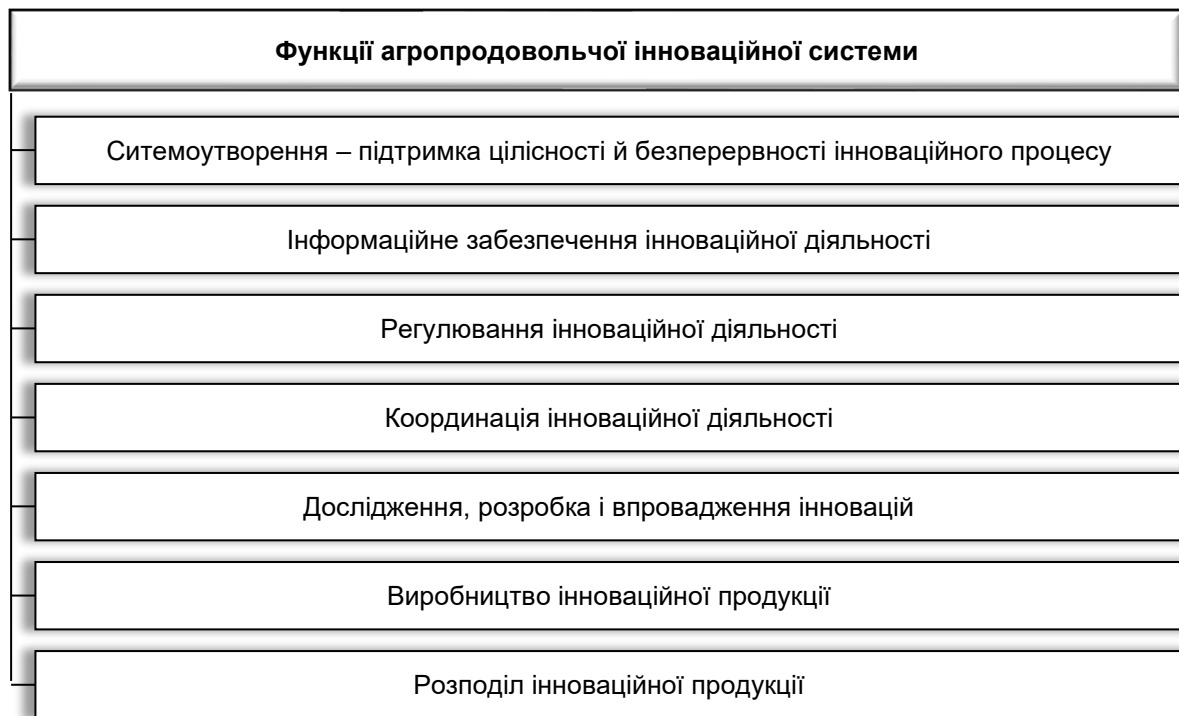 Функції агропродовольчої інноваційної системи
Ситемоутворення – підтримка цілісності й безперервності інноваційного процесу
Інформаційне забезпечення інноваційної діяльності
Регулювання інноваційної діяльності
Координація інноваційної діяльності
Дослідження, розробка і впровадження інновацій
Виробництво інноваційної продукції
Розподіл інноваційної продукції